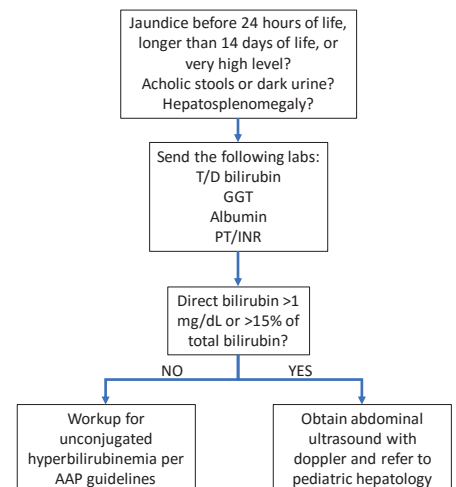 Jaundice before 24 hours of life,
longer than 14 days of life, or
very high level?
Acholic stools or dark urine?
Hepatosplenomegaly?
Send the following labs:
T/D bilirubin
GGT
Albumin
PT/INR
Direct bilirubin >1
mg/dL or >15% of
total bilirubin?
NO
YES
Workup for
unconjugated
hyperbilirubinemia per
AAP guidelines
Obtain abdominal
ultrasound with
doppler and refer to
pediatric hepatology